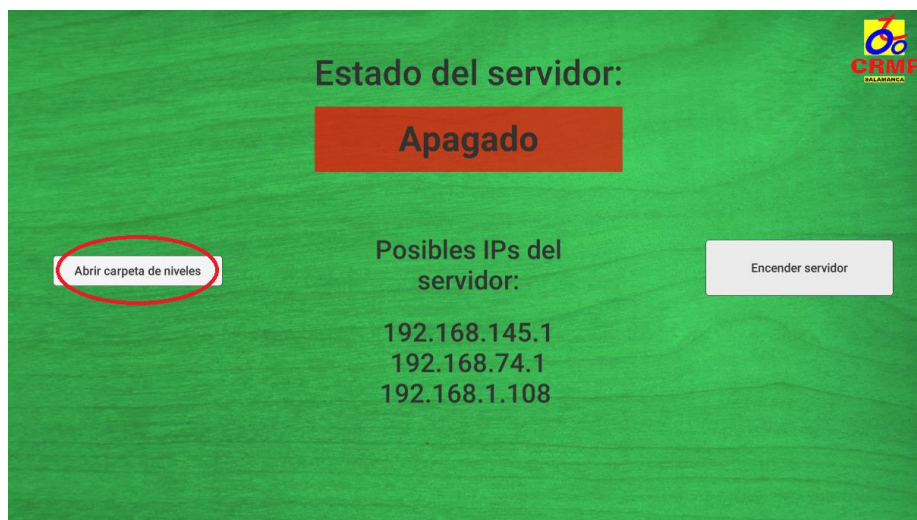 Estado del servidor:
CRMF
SALAMANCA
Apagado
Abrir carpeta de niveles
Posibles IPs del
servidor:
Encender servidor
192.168.145.1
192.168.74.1
192.168.1.108